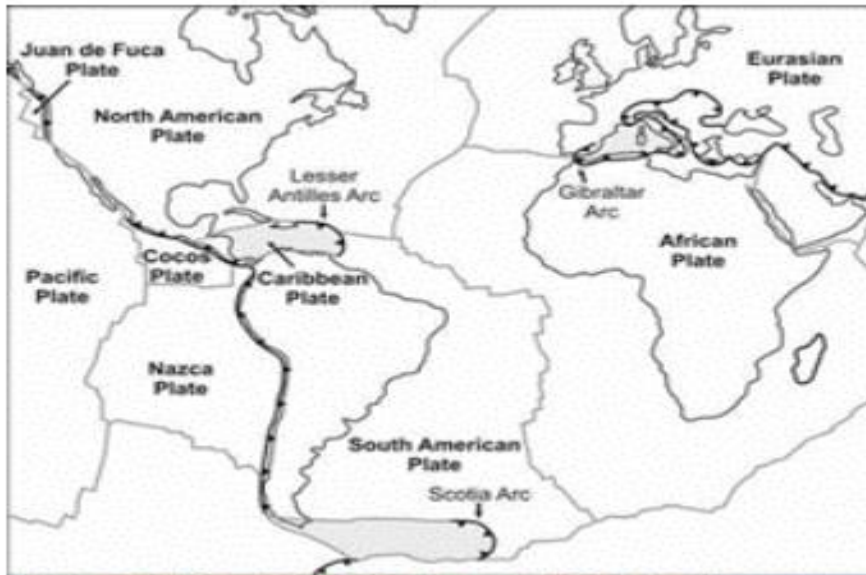 Juan de Fuca
Plate
North American
Plate
Eurasian
Plate
Lesser
Antilles Arc
Gibraltar
Arc
Cocos
Plate
Caribbean
Plate
African
Plate
Pacific
Plate
Nazca
Plate
South American
Plate
Scotia Arc